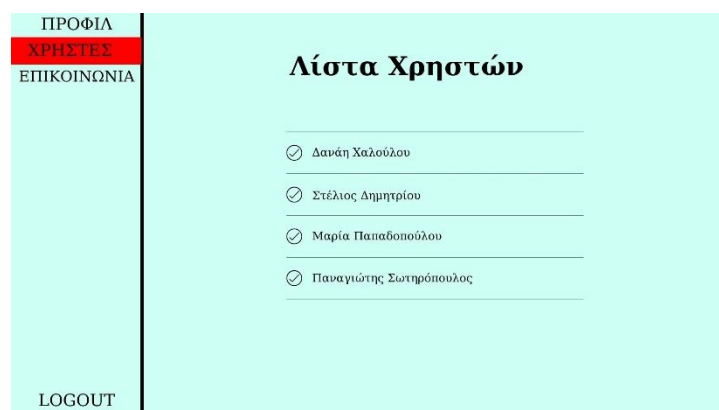 ΠΡΟΦΙΛ
ΧΡΗΣΤΕΣ
ΕΠΙΚΟΙΝΩΝΙΑ
LOGOUT
Λίστα Χρηστών
Δανάη Χαλούλου
Στέλιος Δημητρίου
Μαρία Παπαδοπούλου
Παναγιώτης Σωτηρόπουλος